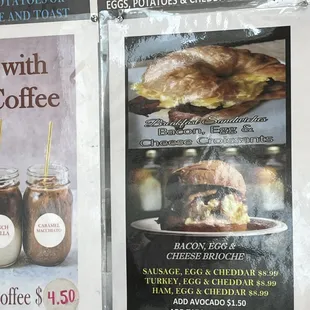 EGGS, POTATOES & CHEDD
AND TOAST
with
Coffee
CARAMEL
MACCHIATO
offee $ 4.50
Breakfast Sandwiches
Bacon, Egg &
Cheese Croissants
BACON, EGG &
CHEESE BRIOCHE
SAUSAGE, EGG & CHEDDAR $8.99
TURKEY, EGG & CHEDDAR $8.99
HAM, EGG & CHEDDAR $8.99
ADD AVOCADO $1.50